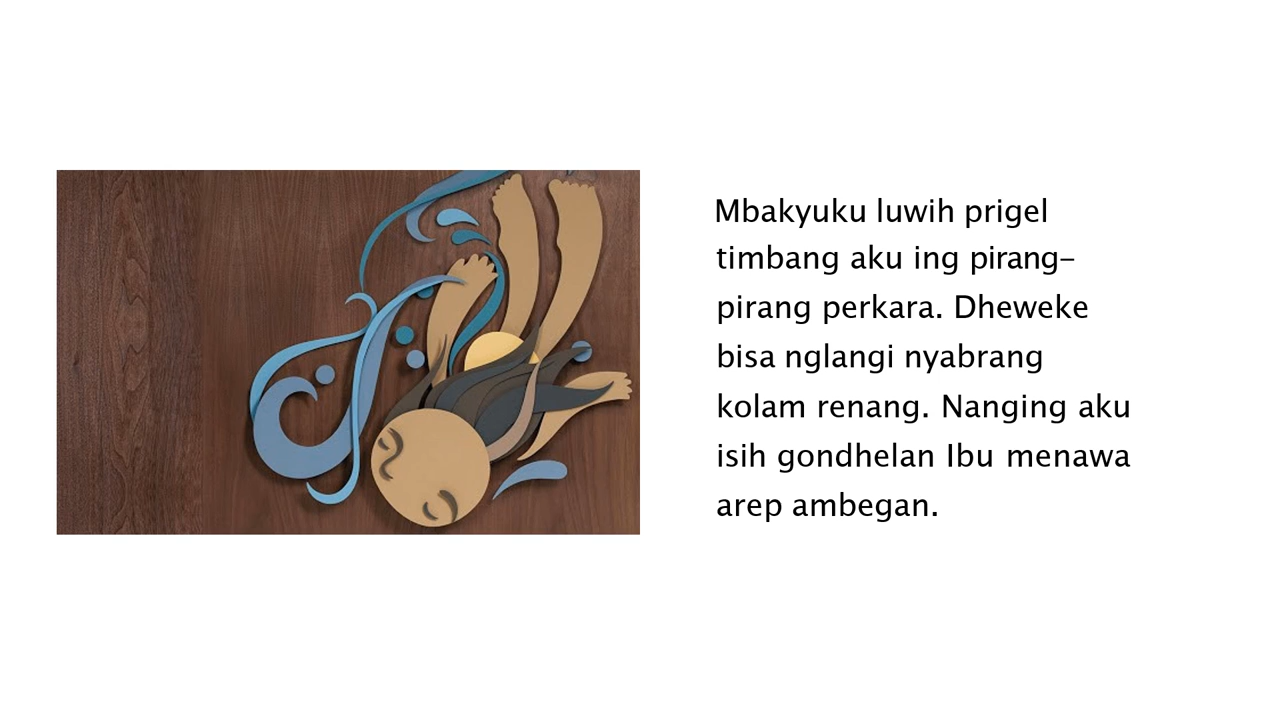 Mbakyuku luwih prigel
timbang aku ing pirang-
pirang perkara. Dheweke
bisa nglangi nyabrang
kolam renang. Nanging aku
isih gondhelan Ibu menawa
arep ambegan.